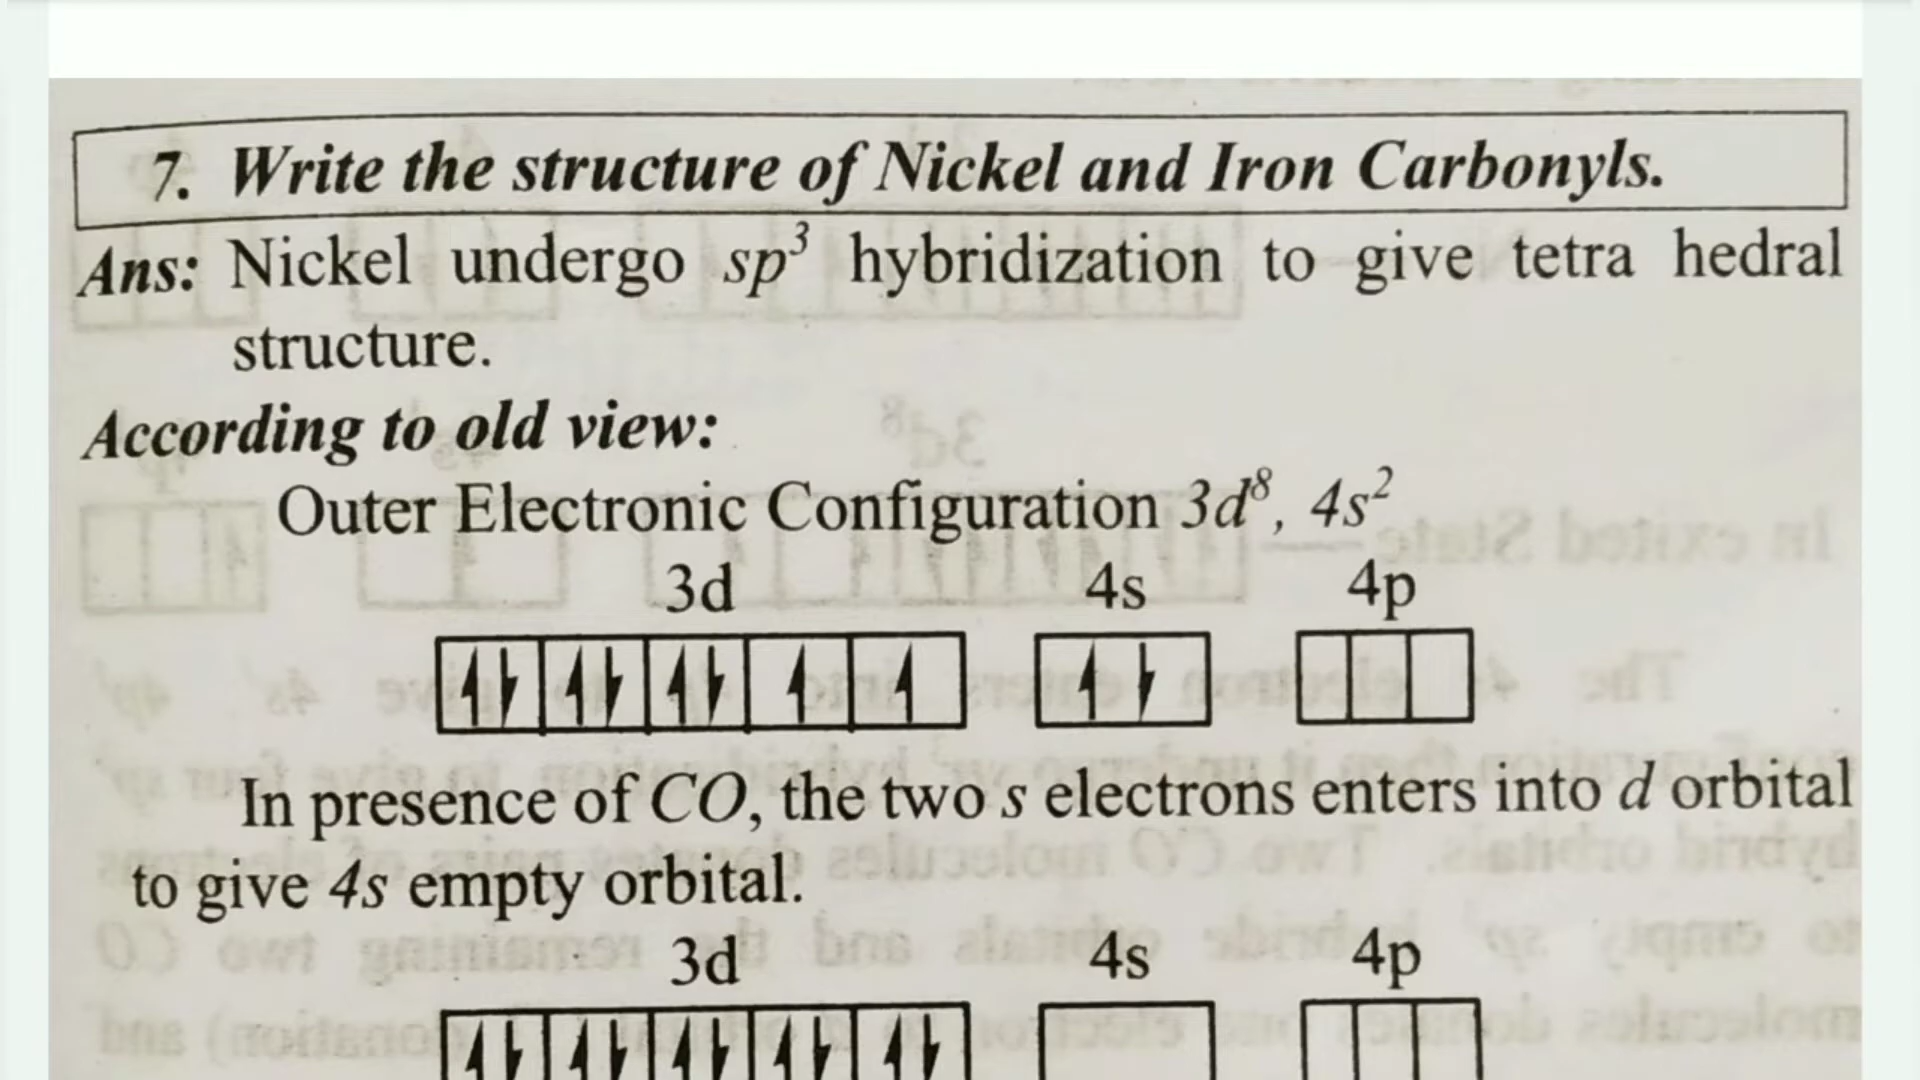 7. Write the structure of Nickel and Iron Carbonyls.
Ans: Nickel undergo sp³ hybridization to give tetra hedral
structure.
According to old view:
Outer Electronic Configuration 3d⁸, 4s²
3d 4s 4p
In presence of CO, the two s electrons enters into d orbital
to give 4s empty orbital.
3d 4s 4p